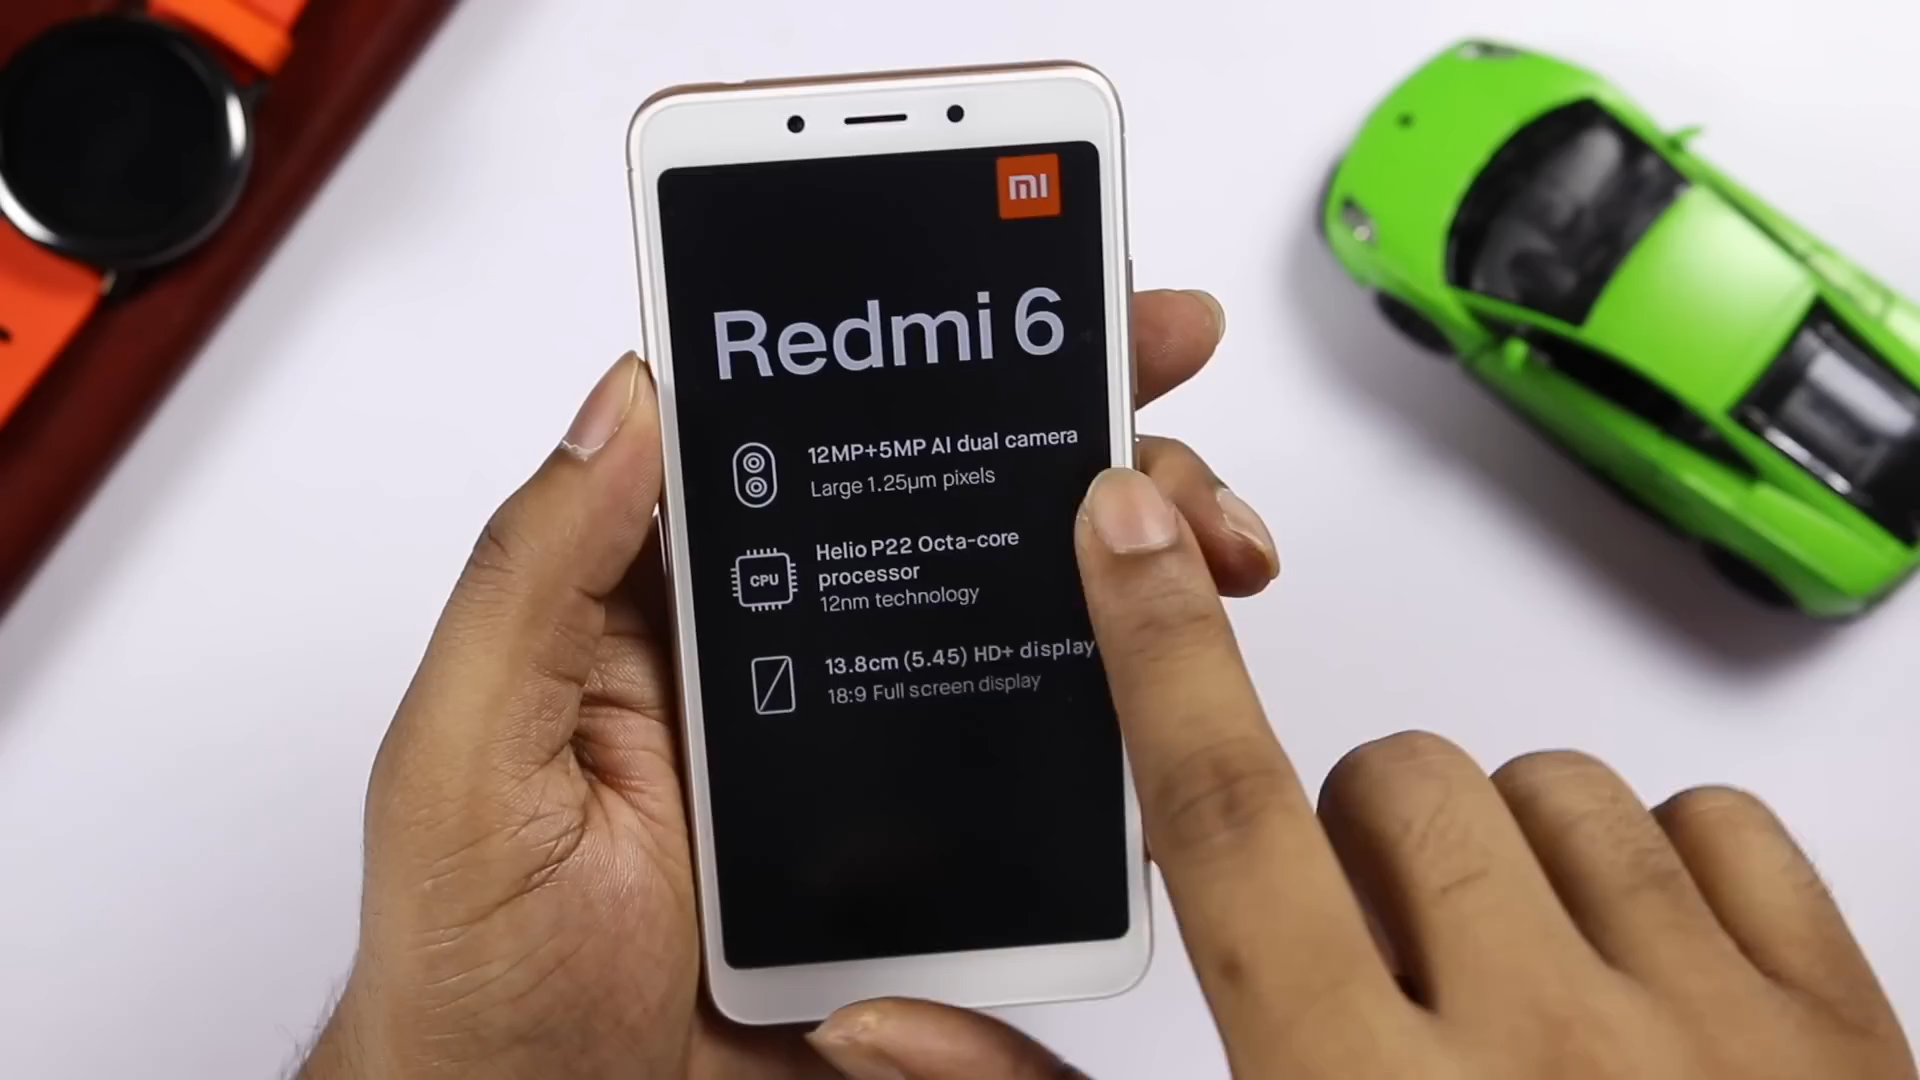 mi
Redmi 6
12MP+5MP AI dual camera
Large 1.25µm pixels
Helio P22 Octa-core
processor
12nm technology
CPU
13.8cm (5.45) HD+ display
18:9 Full screen display